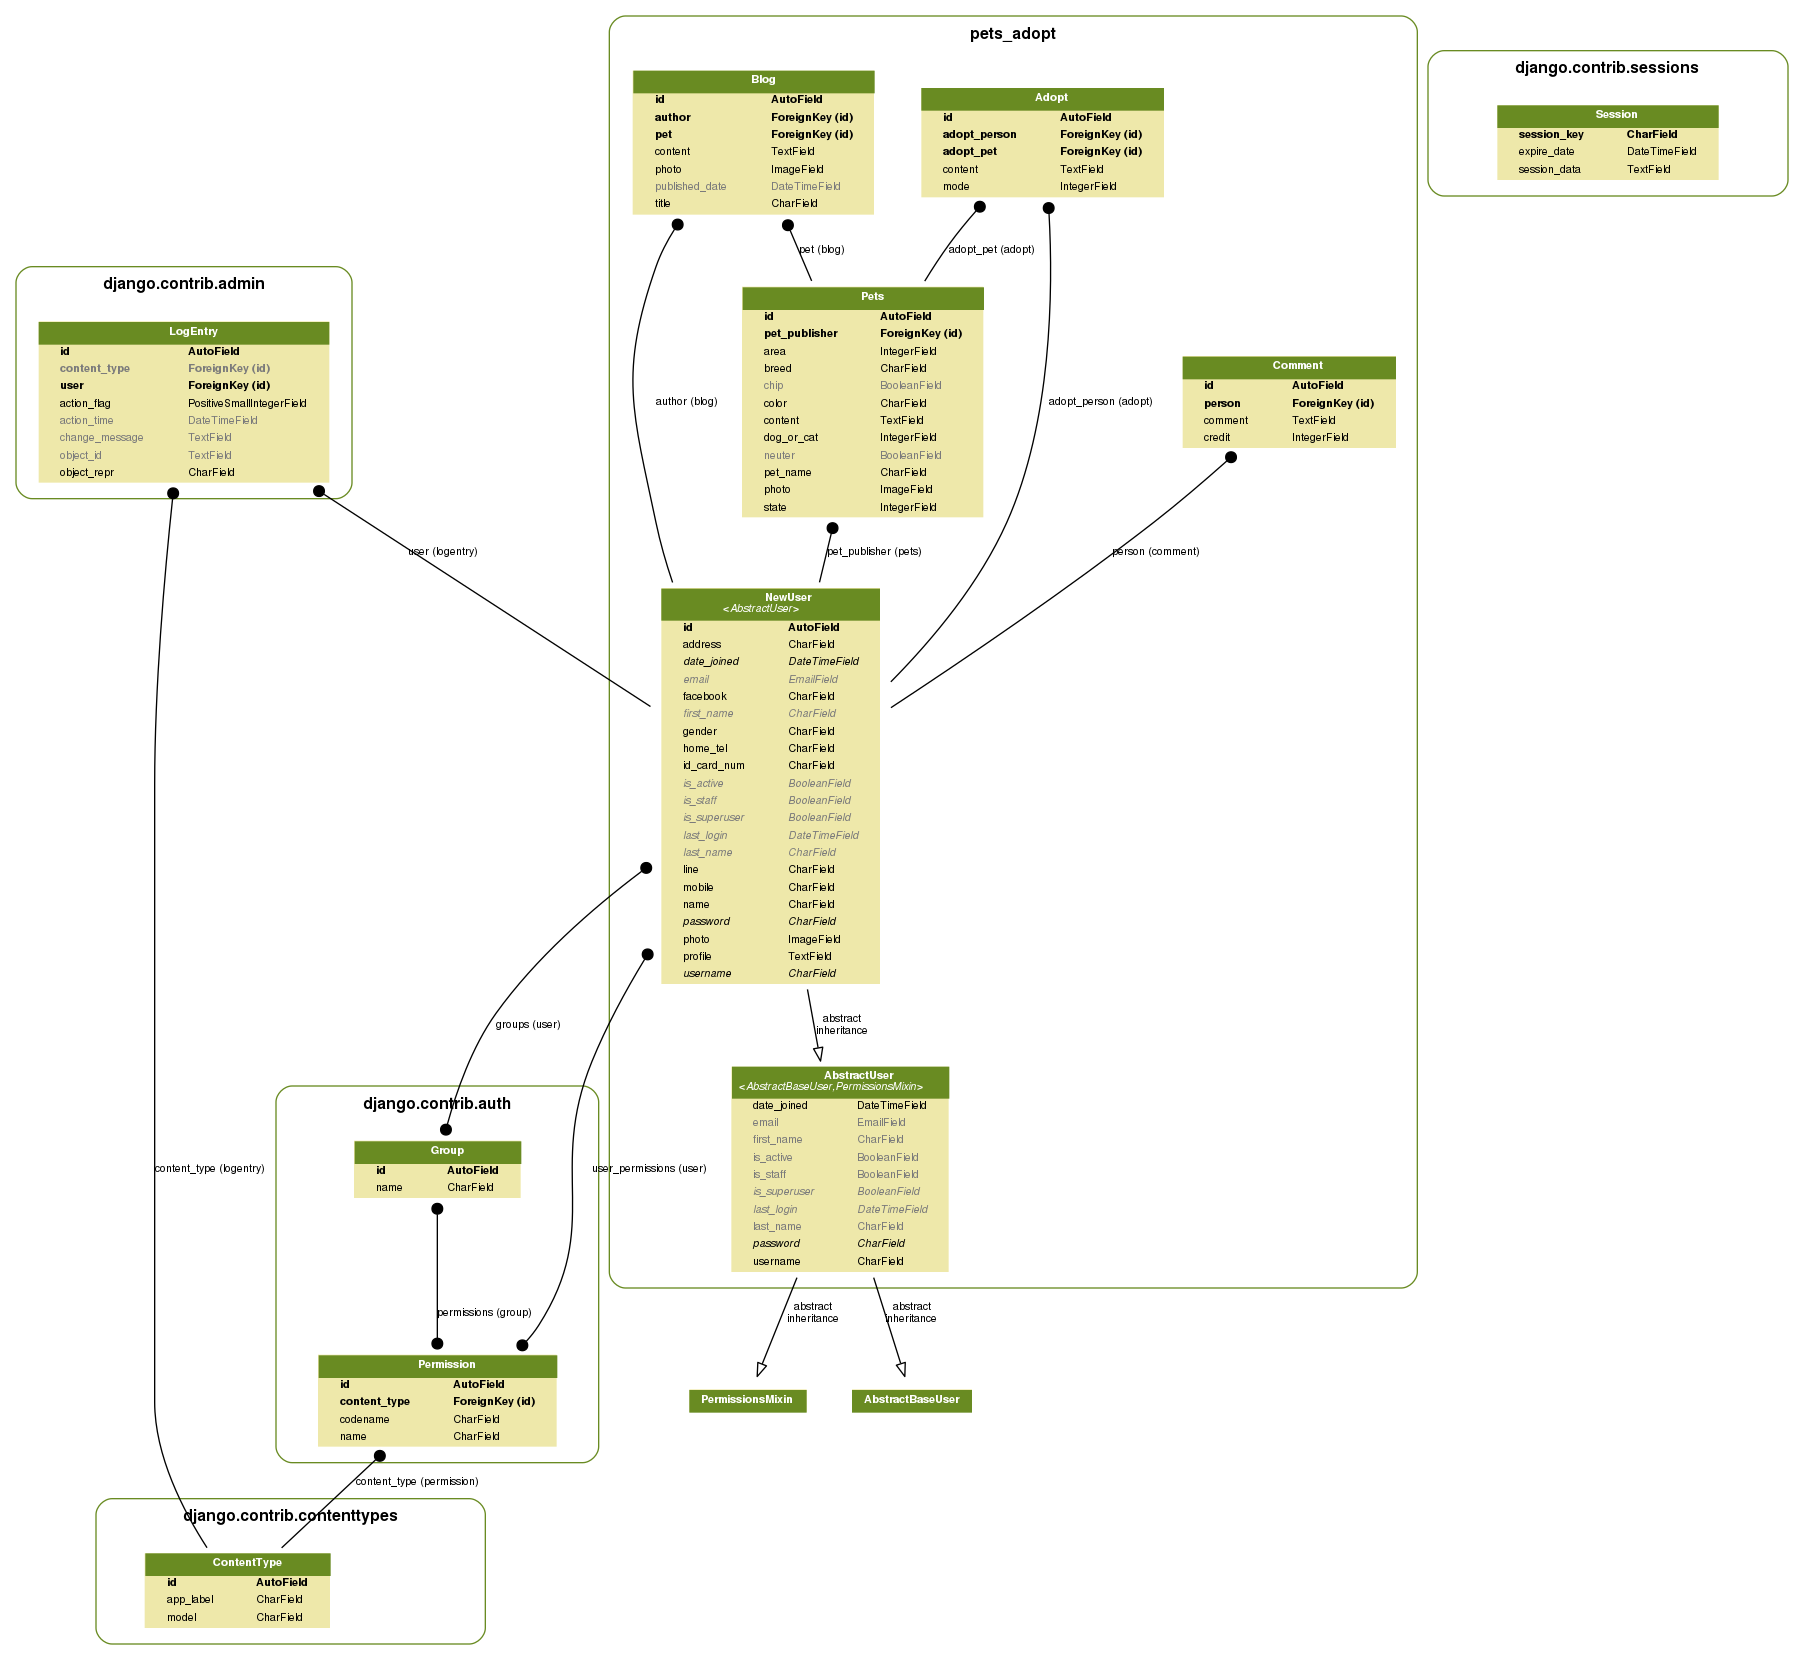 pets_adopt
Blog
id AutoField
author ForeignKey (id)
pet ForeignKey (id)
content TextField
photo ImageField
published_date DateTimeField
title CharField
Adopt
id AutoField
adopt_person ForeignKey (id)
adopt_pet ForeignKey (id)
content TextField
mode IntegerField
django.contrib.sessions
Session
session_key CharField
expire_date DateTimeField
session_data TextField
pet (blog)
adopt_pet (adopt)
django.contrib.admin
LogEntry
id AutoField
content_type ForeignKey (id)
user ForeignKey (id)
action_flag PositiveSmallIntegerField
action_time DateTimeField
change_message TextField
object_id TextField
object_repr CharField
Pets
id AutoField
pet_publisher ForeignKey (id)
area IntegerField
breed CharField
chip BooleanField
color CharField
content TextField
dog_or_cat IntegerField
neuter BooleanField
pet_name CharField
photo ImageField
state IntegerField
author (blog)
adopt_person (adopt)
Comment
id AutoField
person ForeignKey (id)
comment TextField
credit IntegerField
user (logentry)
pet_publisher (pets)
person (comment)
NewUser
<AbstractUser>
id AutoField
address CharField
date_joined DateTimeField
email EmailField
facebook CharField
first_name CharField
gender CharField
home_tel CharField
id_card_num CharField
is_active BooleanField
is_staff BooleanField
is_superuser BooleanField
last_login DateTimeField
last_name CharField
line CharField
mobile CharField
name CharField
password CharField
photo ImageField
profile TextField
username CharField
groups (user)
abstract
inheritance
AbstractUser
<AbstractBaseUser,PermissionsMixin>
date_joined DateTimeField
email EmailField
first_name CharField
is_active BooleanField
is_staff BooleanField
is_superuser BooleanField
last_login DateTimeField
last_name CharField
password CharField
username CharField
django.contrib.auth
Group
id AutoField
name CharField
content_type (logentry)
user_permissions (user)
permissions (group)
abstract
inheritance
abstract
inheritance
Permission
id AutoField
content_type ForeignKey (id)
codename CharField
name CharField
PermissionsMixin
AbstractBaseUser
content_type (permission)
django.contrib.contenttypes
ContentType
id AutoField
app_label CharField
model CharField